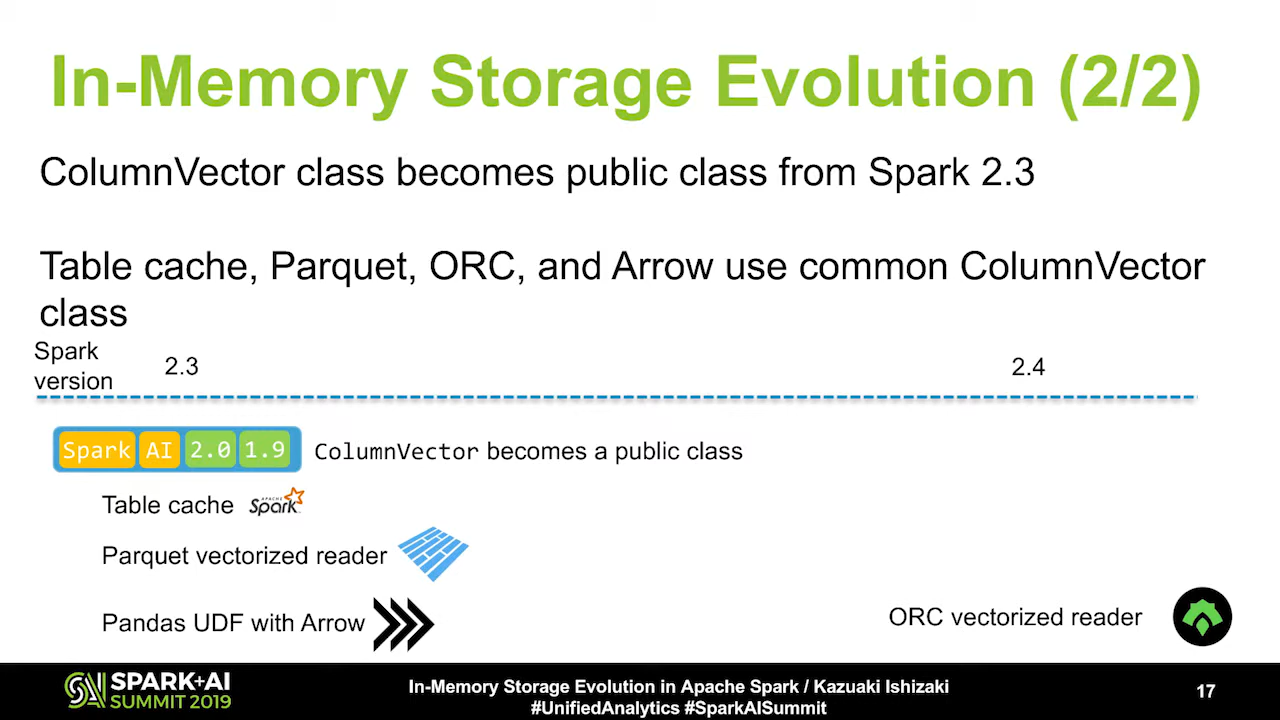 In-Memory Storage Evolution (2/2)
ColumnVector class becomes public class from Spark 2.3
Table cache, Parquet, ORC, and Arrow use common ColumnVector
class
Spark
version
2.3
2.4
Spark AI 2.0 1.9
ColumnVector becomes a public class
Table cache
APACHE
Spark
Parquet vectorized reader
Pandas UDF with Arrow
ORC vectorized reader
SPARK+AI
SUMMIT 2019
In-Memory Storage Evolution in Apache Spark / Kazuaki Ishizaki
#UnifiedAnalytics #SparkAISummit
17